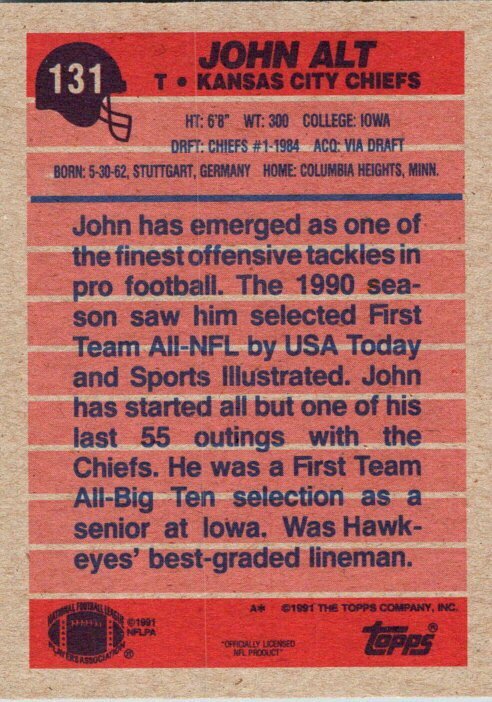 131
JOHN ALT
T • KANSAS CITY CHIEFS
HT: 6'8" WT: 300 COLLEGE: IOWA
DRFT: CHIEFS #1-1984 ACQ: VIA DRAFT
BORN: 5-30-62, STUTTGART, GERMANY HOME: COLUMBIA HEIGHTS, MINN.
John has emerged as one of
the finest offensive tackles in
pro football. The 1990 sea-
son saw him selected First
Team All-NFL by USA Today
and Sports Illustrated. John
has started all but one of his
last 55 outings with the
Chiefs. He was a First Team
All-Big Ten selection as a
senior at Iowa. Was Hawk-
eyes' best-graded lineman.
A* ©1991 THE TOPPS COMPANY, INC.
NATIONAL FOOTBALL LEAGUE
PLAYERS ASSOCIATION
®
©1991
NFLPA
"OFFICIALLY LICENSED
NFL PRODUCT"
topps®